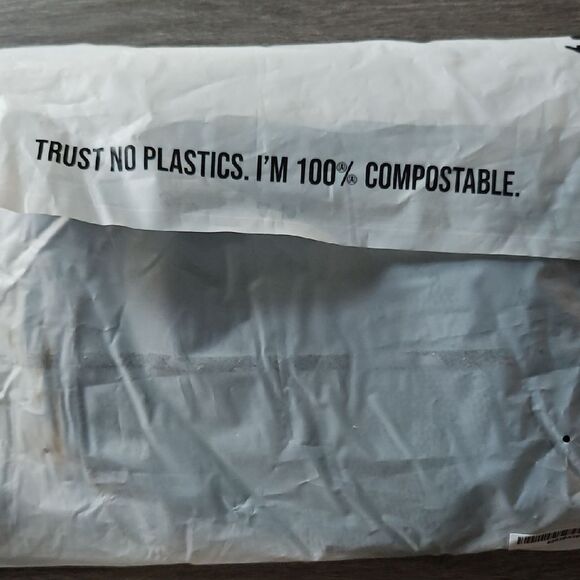 TRUST NO PLASTICS. I'M 100% COMPOSTABLE.